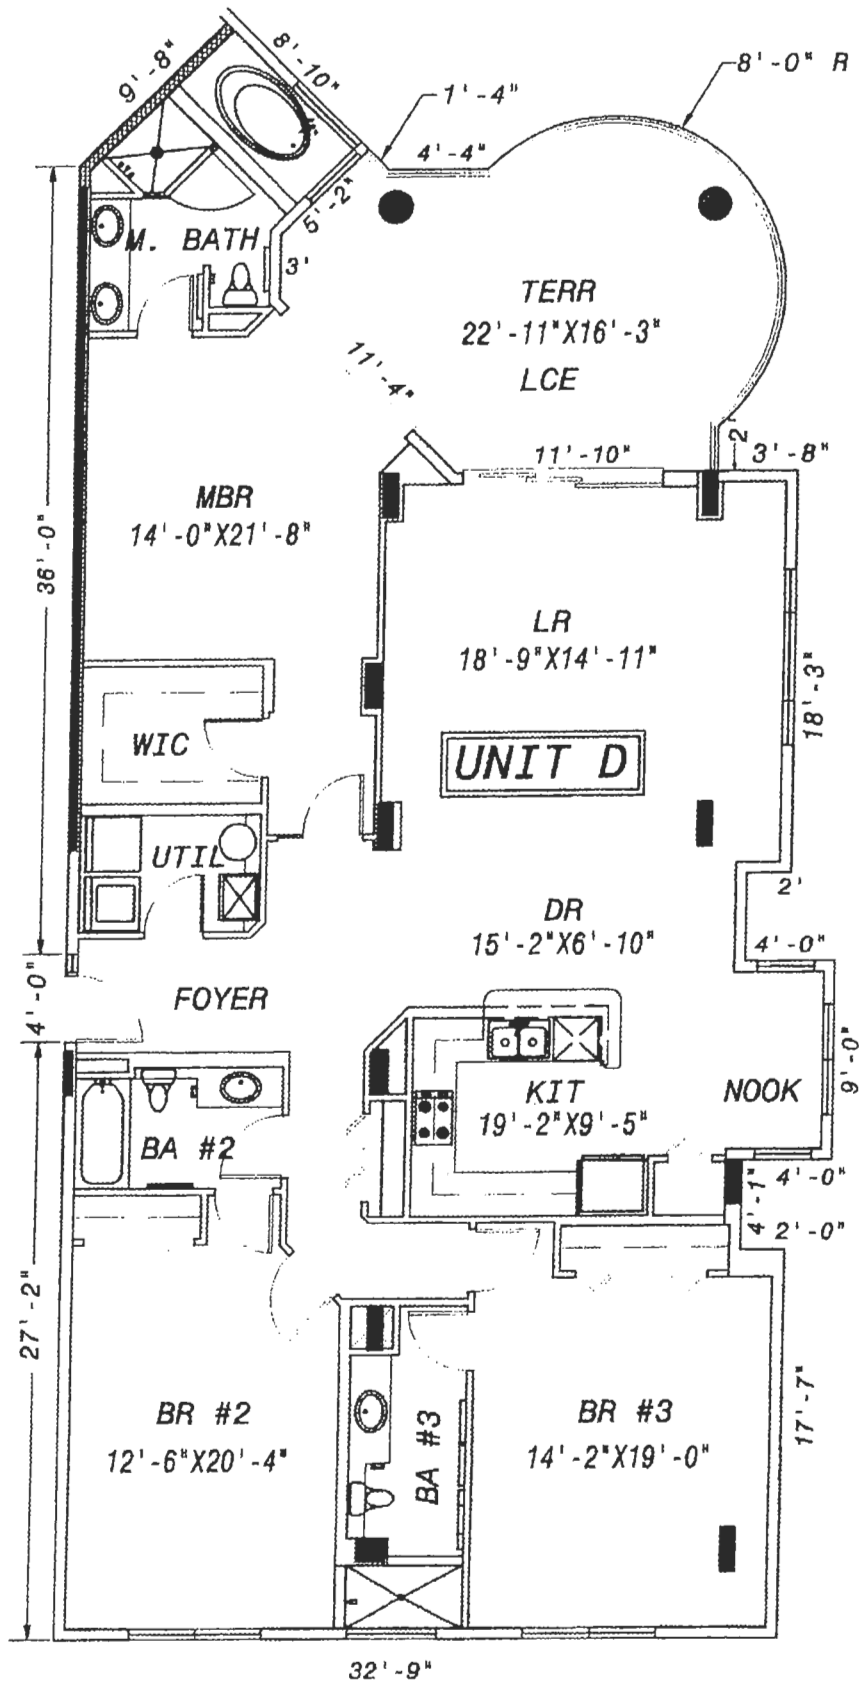 9'-8"
8'-10"
1'-4"
8'-0" R
4'-4"
5'-2"
M. BATH
3'
TERR
22'-11"X16'-3"
LCE
11'-4"
2'
11'-10"
3'-8"
MBR
14'-0"X21'-8"
36'-0"
LR
18'-9"X14'-11"
18'-3"
WIC
UNIT D
UTIL
2'
DR
15'-2"X6'-10"
4'-0"
4'-0"
FOYER
9'-0"
KIT
19'-2"X9'-5"
NOOK
BA #2
4'-1"
4'-0"
2'-0"
27'-2"
17'-7"
BR #2
12'-6"X20'-4"
BA #3
BR #3
14'-2"X19'-0"
32'-9"